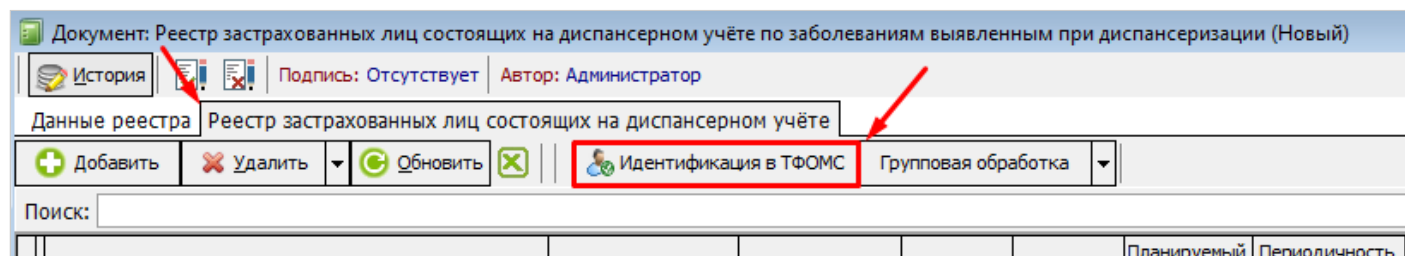 Документ: Реестр застрахованных лиц состоящих на диспансерном учёте по заболеваниям выявленным при диспансеризации (Новый)
История Подпись: Отсутствует Автор: Администратор
Данные реестра Реестр застрахованных лиц состоящих на диспансерном учёте
Добавить Удалить Обновить Идентификация в ТФОМС Групповая обработка
Поиск:
Планируемый Периодичность